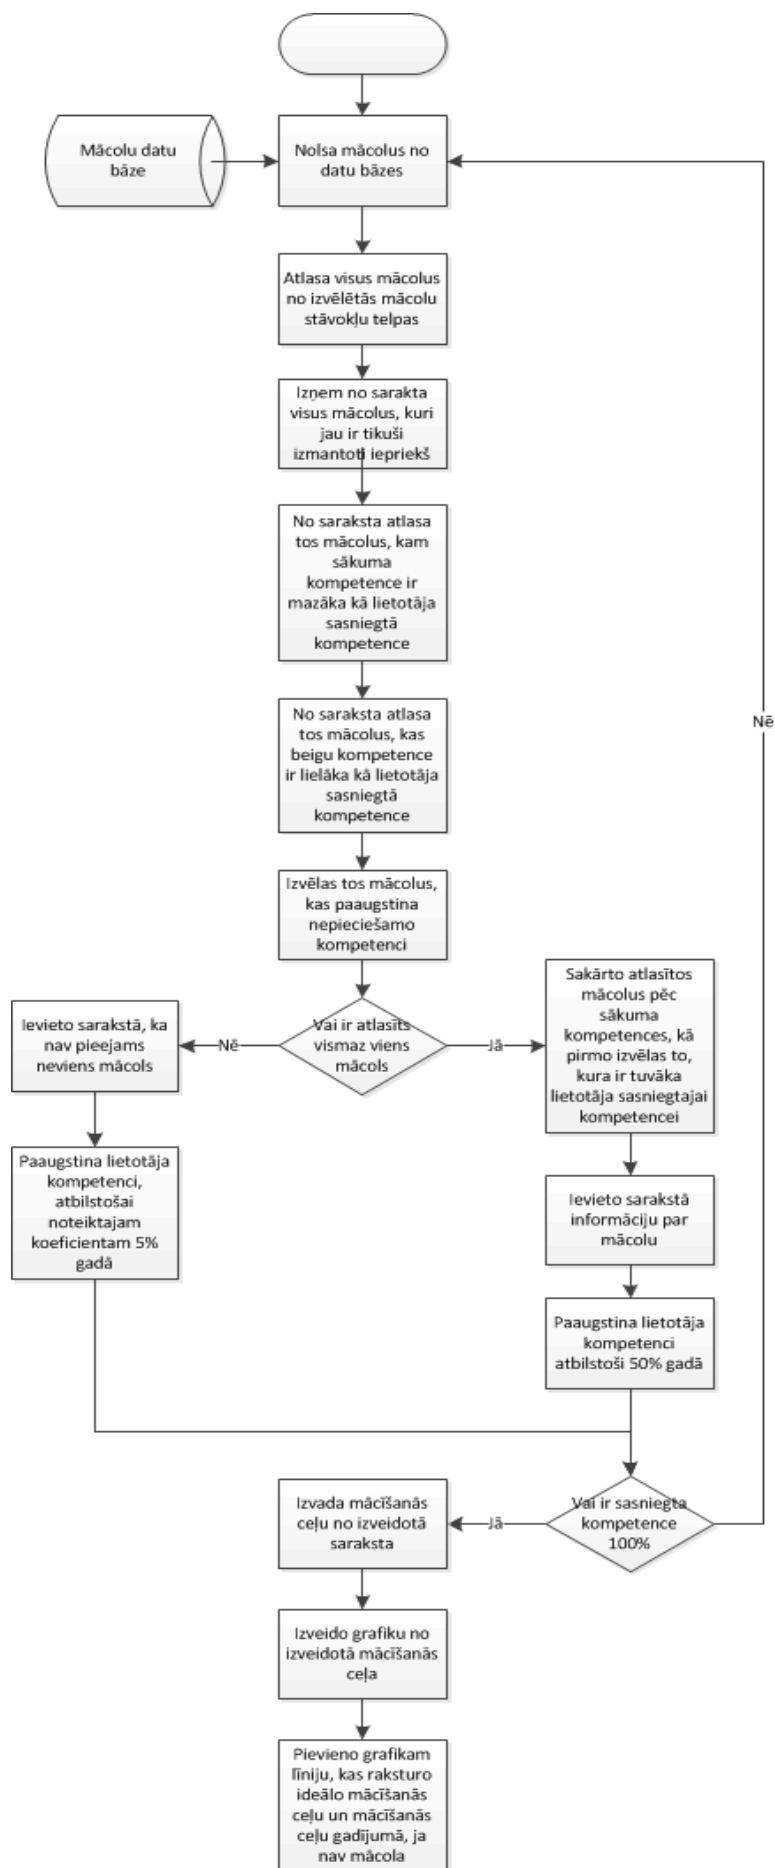 Mācolu datu
bāze
Nolsa mācolus no
datu bāzes
Atlasa visus mācolus
no izvēlētās mācolu
stāvokļu telpas
Izņem no sarakta
visus mācolus, kuri
jau ir tikuši
izmantoti iepriekš
No saraksta atlasa
tos mācolus, kam
sākuma
kompetence ir
mazāka kā lietotāja
sasniegtā
kompetence
No saraksta atlasa
tos mācolus, kas
beigu kompetence
ir lielāka kā lietotāja
sasniegtā
kompetence
Nē
Izvēlas tos mācolus,
kas paaugstina
nepieciešamo
kompetenci
Vai ir atlasīts
vismaz viens
mācols
Nē
Jā
Ievieto sarakstā, ka
nav pieejams
neviens mācols
Paaugstina lietotāja
kompetenci,
atbilstošai
noteiktajam
koeficientam 5%
gadā
Sakārto atlasītos
mācolus pēc
sākuma
kompetences, kā
pirmo izvēlas to,
kura ir tuvāka
lietotāja sasniegtajai
kompetencei
Ievieto sarakstā
informāciju par
mācolu
Paaugstina lietotāja
kompetenci
atbilstoši 50% gadā
Vai ir sasniegta
kompetence
100%
Jā
Izvada mācīšanās
ceļu no izveidotā
saraksta
Izveido grafiku no
izveidotā mācīšanās
ceļa
Pievieno grafikam
līniju, kas raksturo
ideālo mācīšanās
ceļu un mācīšanās
ceļu gadījumā, ja
nav mācola